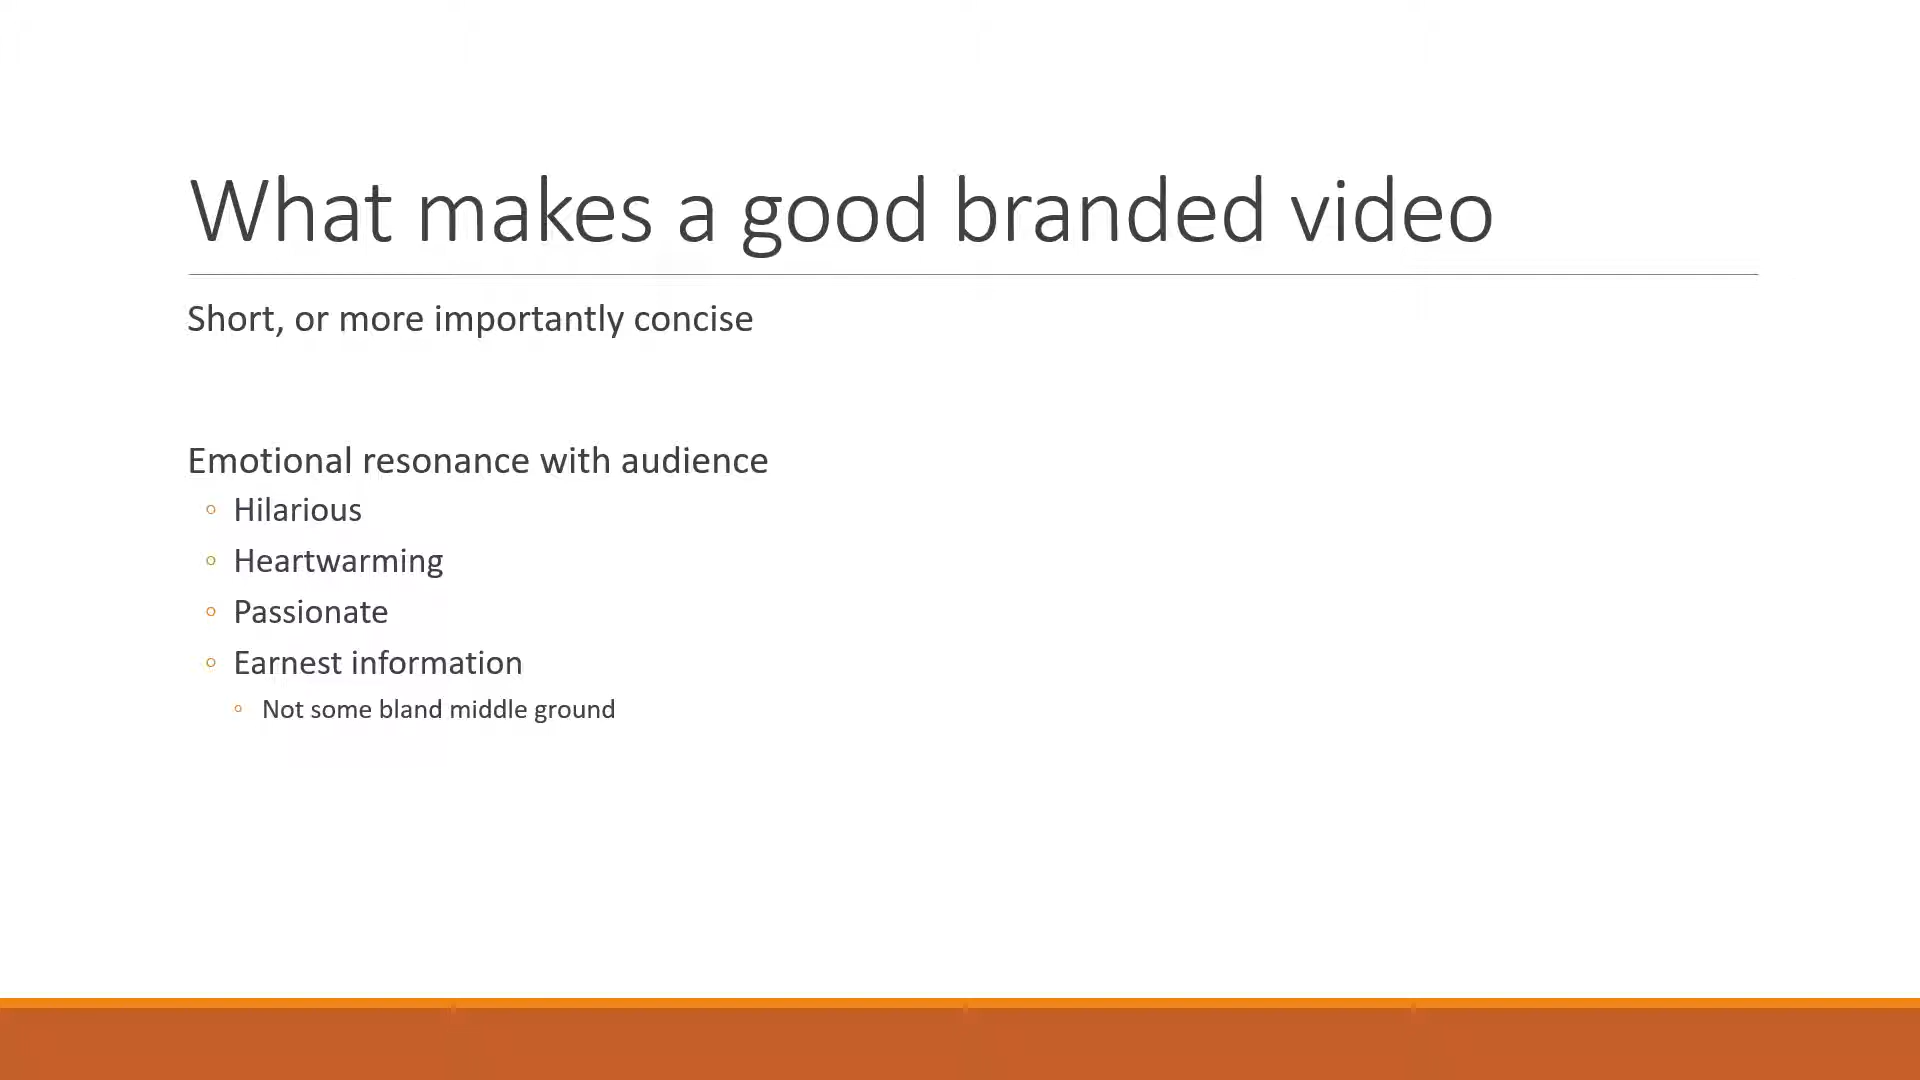 What makes a good branded video
Short, or more importantly concise
Emotional resonance with audience
◦ Hilarious
◦ Heartwarming
◦ Passionate
◦ Earnest information
◦ Not some bland middle ground